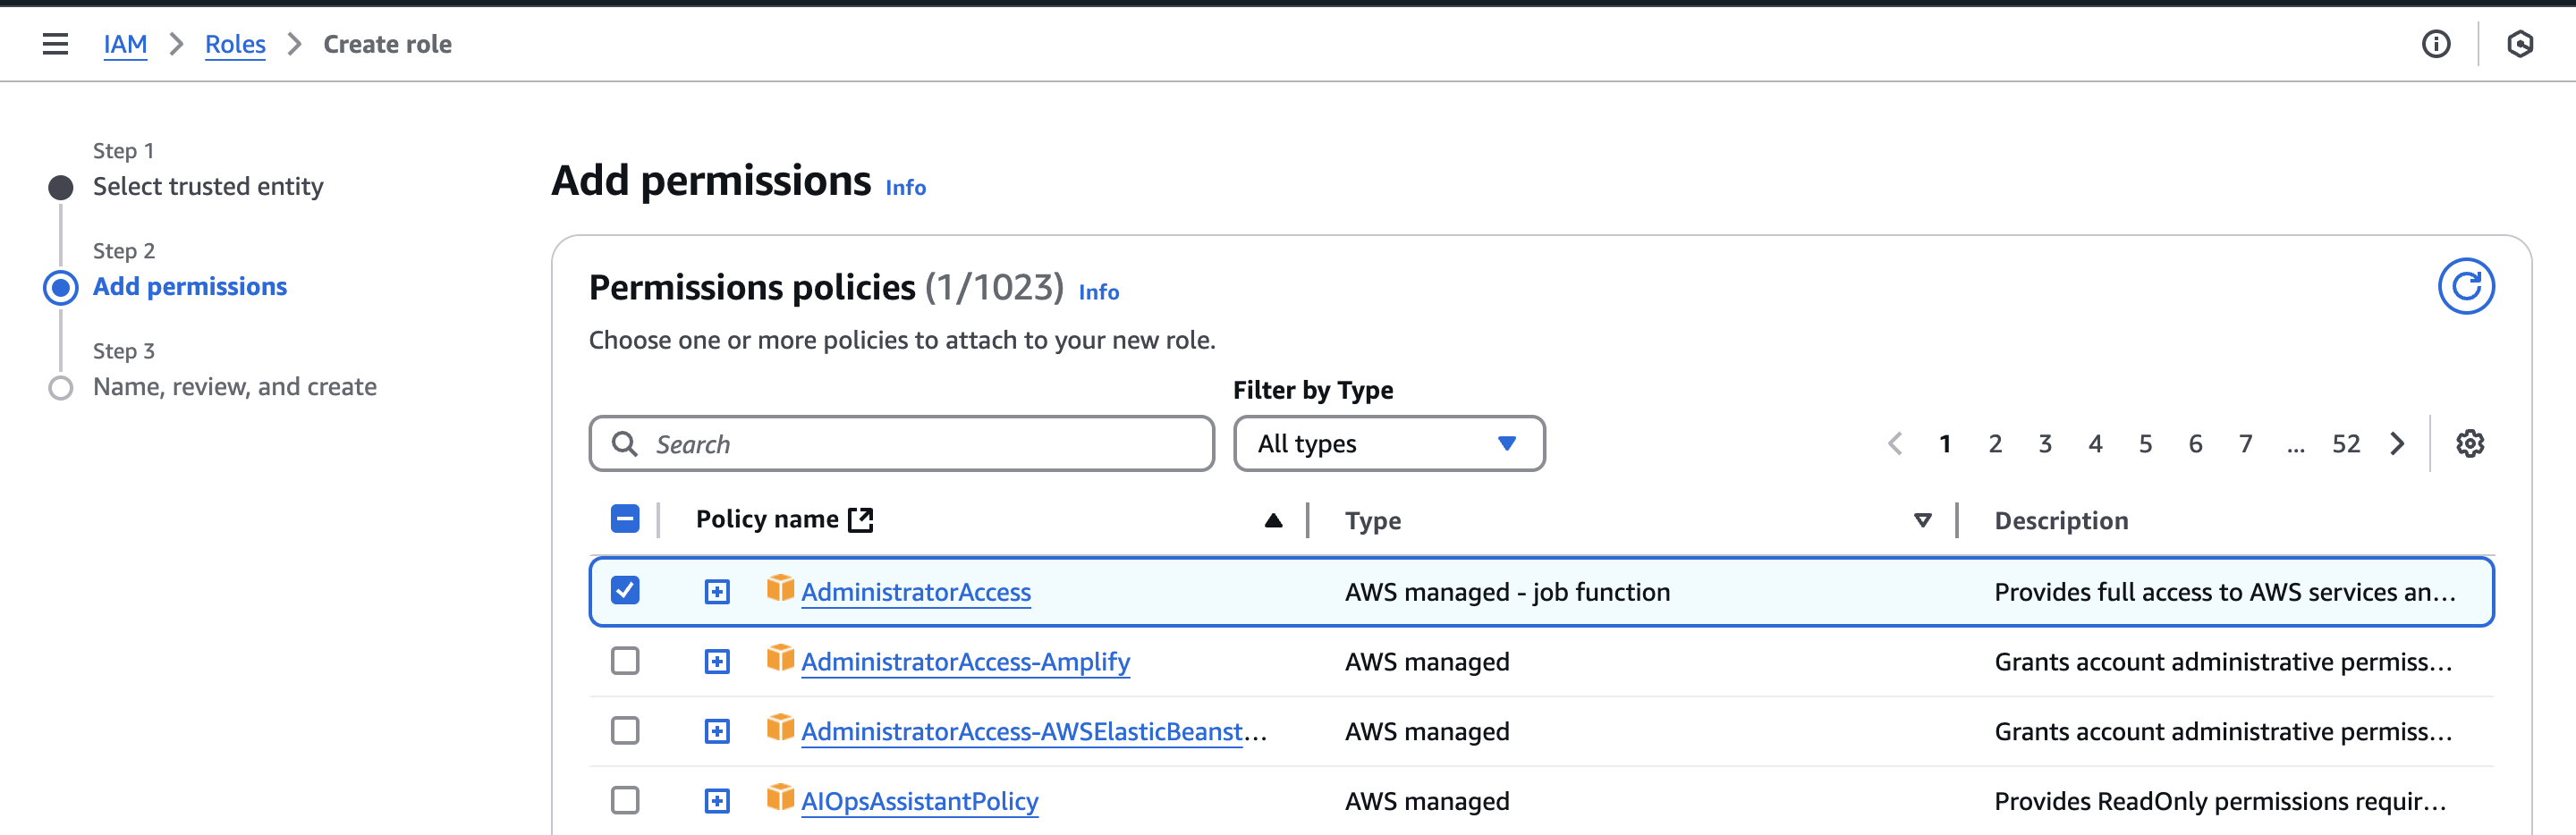 IAM > Roles > Create role
Step 1
Select trusted entity
Step 2
Add permissions
Step 3
Name, review, and create
Add permissions Info
Permissions policies (1/1023) Info
Choose one or more policies to attach to your new role.
Filter by Type
Search
All types
1 2 3 4 5 6 7 ... 52
Policy name Type Description
AdministratorAccess AWS managed - job function Provides full access to AWS services an...
AdministratorAccess-Amplify AWS managed Grants account administrative permiss...
AdministratorAccess-AWSElasticBeanst... AWS managed Grants account administrative permiss...
AIOpsAssistantPolicy AWS managed Provides ReadOnly permissions requir...